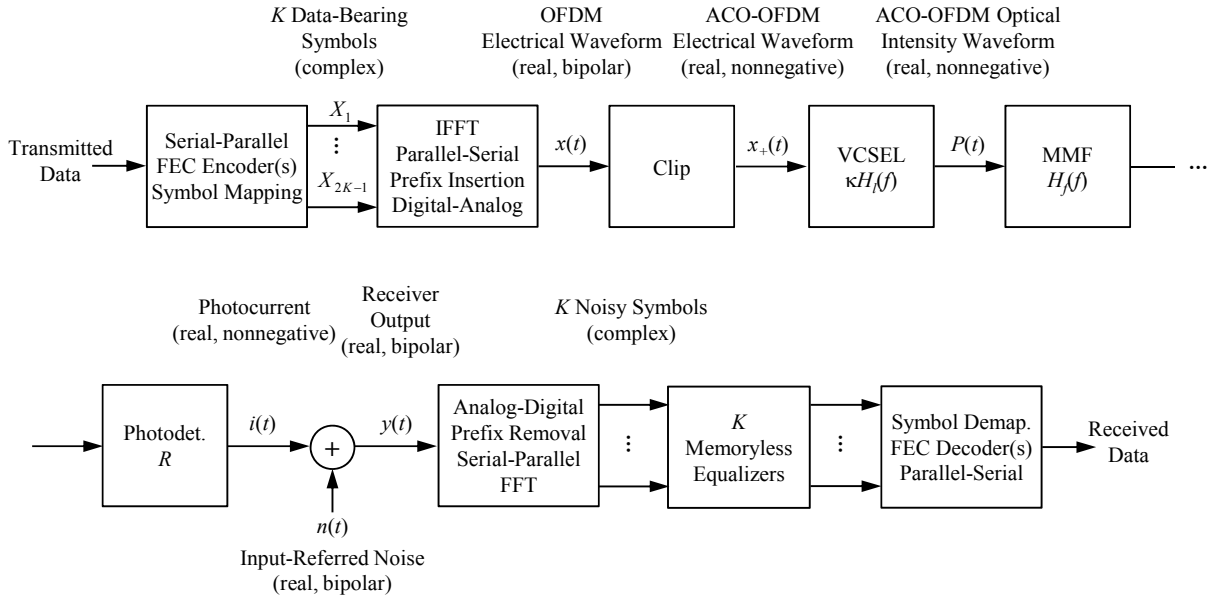 K Data-Bearing
Symbols
(complex)
OFDM
Electrical Waveform
(real, bipolar)
ACO-OFDM
Electrical Waveform
(real, nonnegative)
ACO-OFDM Optical
Intensity Waveform
(real, nonnegative)
Transmitted
Data
Serial-Parallel
FEC Encoder(s)
Symbol Mapping
X1
⋮
X2K−1
IFFT
Parallel-Serial
Prefix Insertion
Digital-Analog
x(t)
Clip
x+(t)
VCSEL
κHl(f)
P(t)
MMF
Hf(f)
...
Photocurrent
(real, nonnegative)
Receiver
Output
(real, bipolar)
K Noisy Symbols
(complex)
Photodet.
R
i(t)
+
y(t)
n(t)
Input-Referred Noise
(real, bipolar)
Analog-Digital
Prefix Removal
Serial-Parallel
FFT
⋮
K
Memoryless
Equalizers
⋮
Symbol Demap.
FEC Decoder(s)
Parallel-Serial
Received
Data